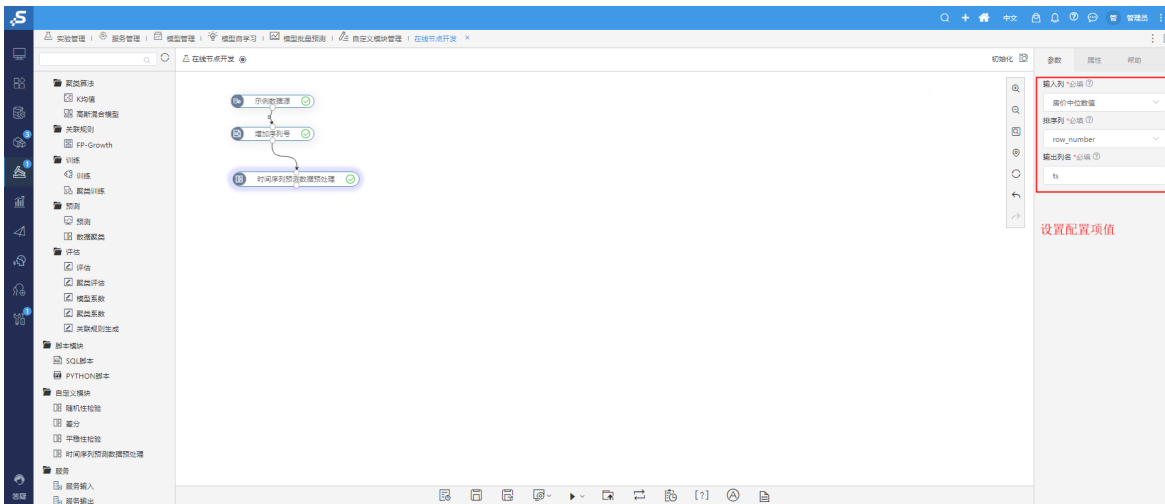 中文
管
管理员
实验管理
服务管理
模型管理
模型自学习
模型批量预测
自定义模块管理
在线节点开发 ×
在线节点开发
初始化
参数
属性
帮助
聚类算法
K均值
高斯混合模型
关联规则
FP-Growth
训练
训练
聚类训练
预测
预测
数据聚类
评估
评估
聚类评估
模型系数
聚类系数
关联规则生成
脚本模块
SQL脚本
PYTHON脚本
自定义模块
随机性检验
差分
平稳性检验
时间序列预测数据预处理
服务
服务输入
服务输出
3
1
1
答疑
示例数据源
增加序列号
时间序列预测数据预处理
输入列 *必填
房价中位数值
排序列 *必填
row_number
输出列名 *必填
ts
设置配置项值
[?]